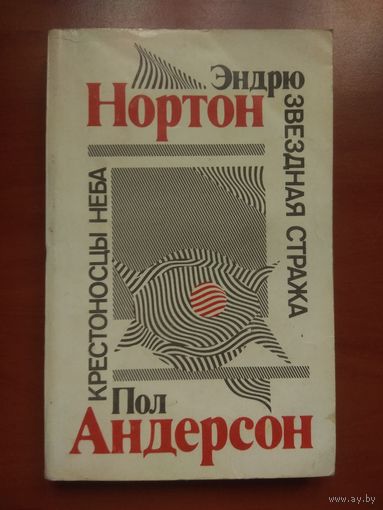 Эндрю
Нортон
ЗВЕЗДНАЯ СТРАЖА
КРЕСТОНОСЦЫ НЕБА
Пол
Андерсон
www.ay.by